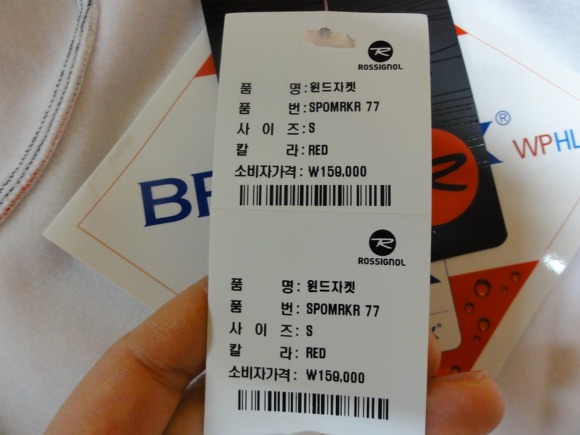 ROSSIGNOL
품 명:윈드자켓
품 번:SPOMRKR 77
사 이 즈:S
칼 라:RED
소비자가격:₩159,000
ROSSIGNOL
품 명:윈드자켓
품 번:SPOMRKR 77
사 이 즈:S
칼 라:RED
소비자가격:₩159,000
®
WPHL